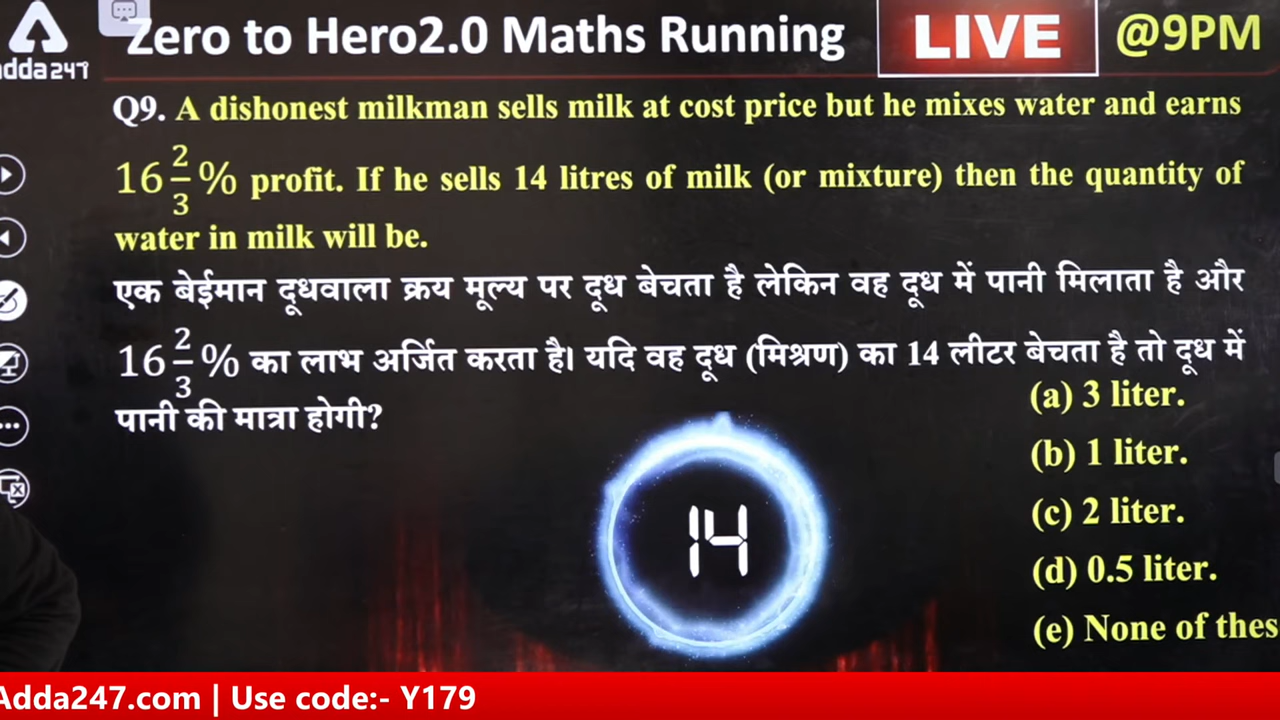 Zero to Hero2.0 Maths Running LIVE @9PM
adda247
Q9. A dishonest milkman sells milk at cost price but he mixes water and earns
16 2/3 % profit. If he sells 14 litres of milk (or mixture) then the quantity of
water in milk will be.
एक बेईमान दूधवाला क्रय मूल्य पर दूध बेचता है लेकिन वह दूध में पानी मिलाता है और
16 2/3 % का लाभ अर्जित करता है। यदि वह दूध (मिश्रण) का 14 लीटर बेचता है तो दूध में
पानी की मात्रा होगी?
(a) 3 liter.
(b) 1 liter.
(c) 2 liter.
(d) 0.5 liter.
(e) None of thes
14
Adda247.com | Use code:- Y179